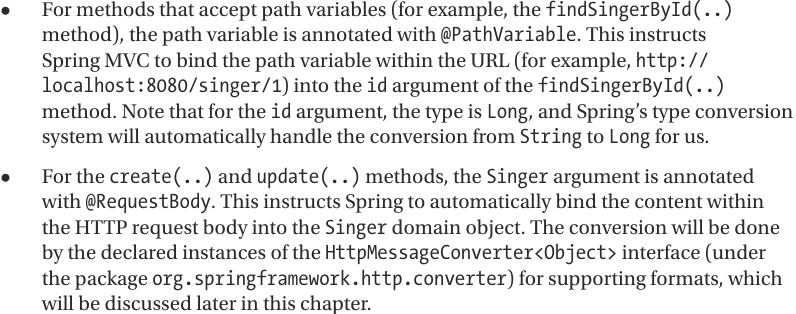 • For methods that accept path variables (for example, the findSingerById(..)
method), the path variable is annotated with @PathVariable. This instructs
Spring MVC to bind the path variable within the URL (for example, http://
localhost:8080/singer/1) into the id argument of the findSingerById(..)
method. Note that for the id argument, the type is Long, and Spring’s type conversion
system will automatically handle the conversion from String to Long for us.
• For the create(..) and update(..) methods, the Singer argument is annotated
with @RequestBody. This instructs Spring to automatically bind the content within
the HTTP request body into the Singer domain object. The conversion will be done
by the declared instances of the HttpMessageConverter<Object> interface (under
the package org.springframework.http.converter) for supporting formats, which
will be discussed later in this chapter.